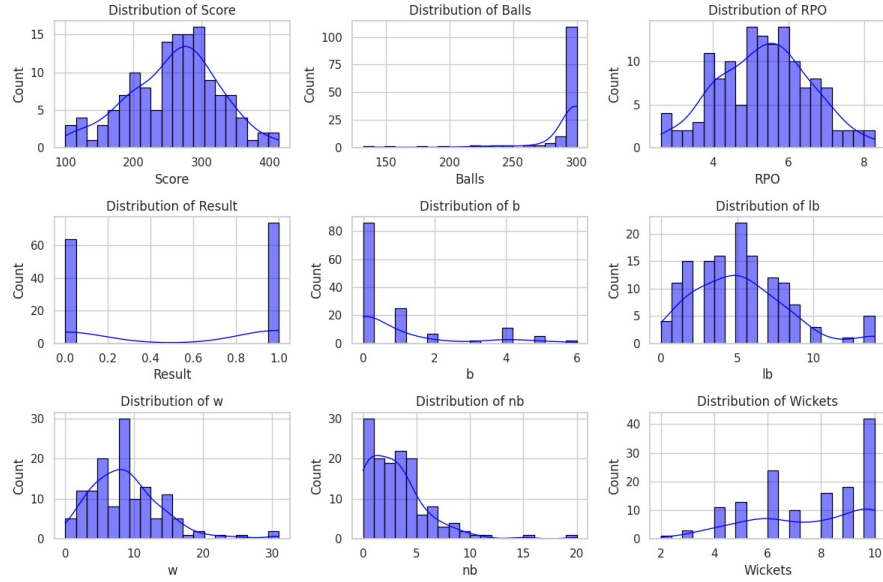 Distribution of Score
Distribution of Balls
Distribution of RPO
15
10
5
0
Count
100
200
300
400
Score
100
75
50
25
0
Count
150
200
250
300
Balls
10
5
0
Count
4
6
8
RPO
Distribution of Result
Distribution of b
Distribution of lb
60
40
20
0
Count
0.0
0.2
0.4
0.6
0.8
1.0
Result
80
60
40
20
0
Count
0
2
4
6
b
20
15
10
5
0
Count
0
5
10
lb
Distribution of w
Distribution of nb
Distribution of Wickets
30
20
10
0
Count
0
10
20
30
w
30
20
10
0
Count
0
5
10
15
20
nb
40
30
20
10
0
Count
2
4
6
8
10
Wickets